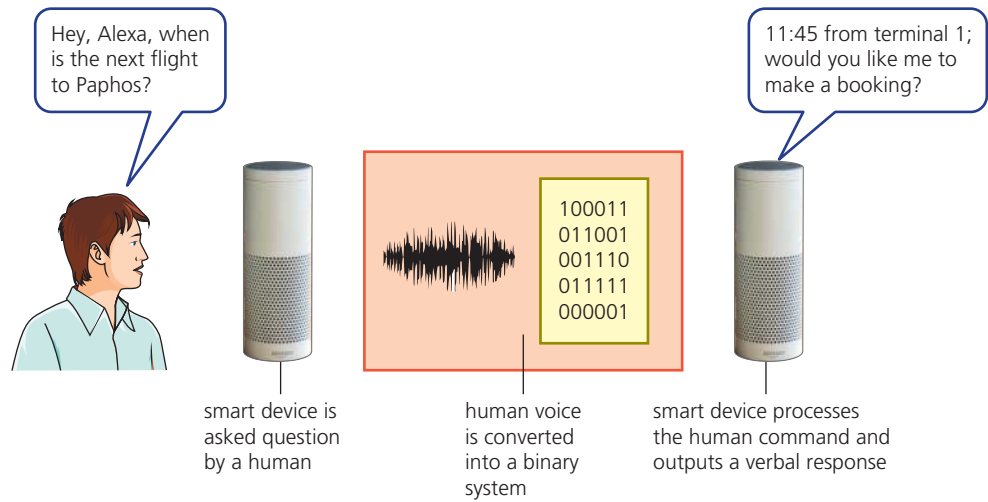 Hey, Alexa, when
is the next flight
to Paphos?
11:45 from terminal 1;
would you like me to
make a booking?
100011
011001
001110
011111
000001
smart device is
asked question
by a human
human voice
is converted
into a binary
system
smart device processes
the human command and
outputs a verbal response